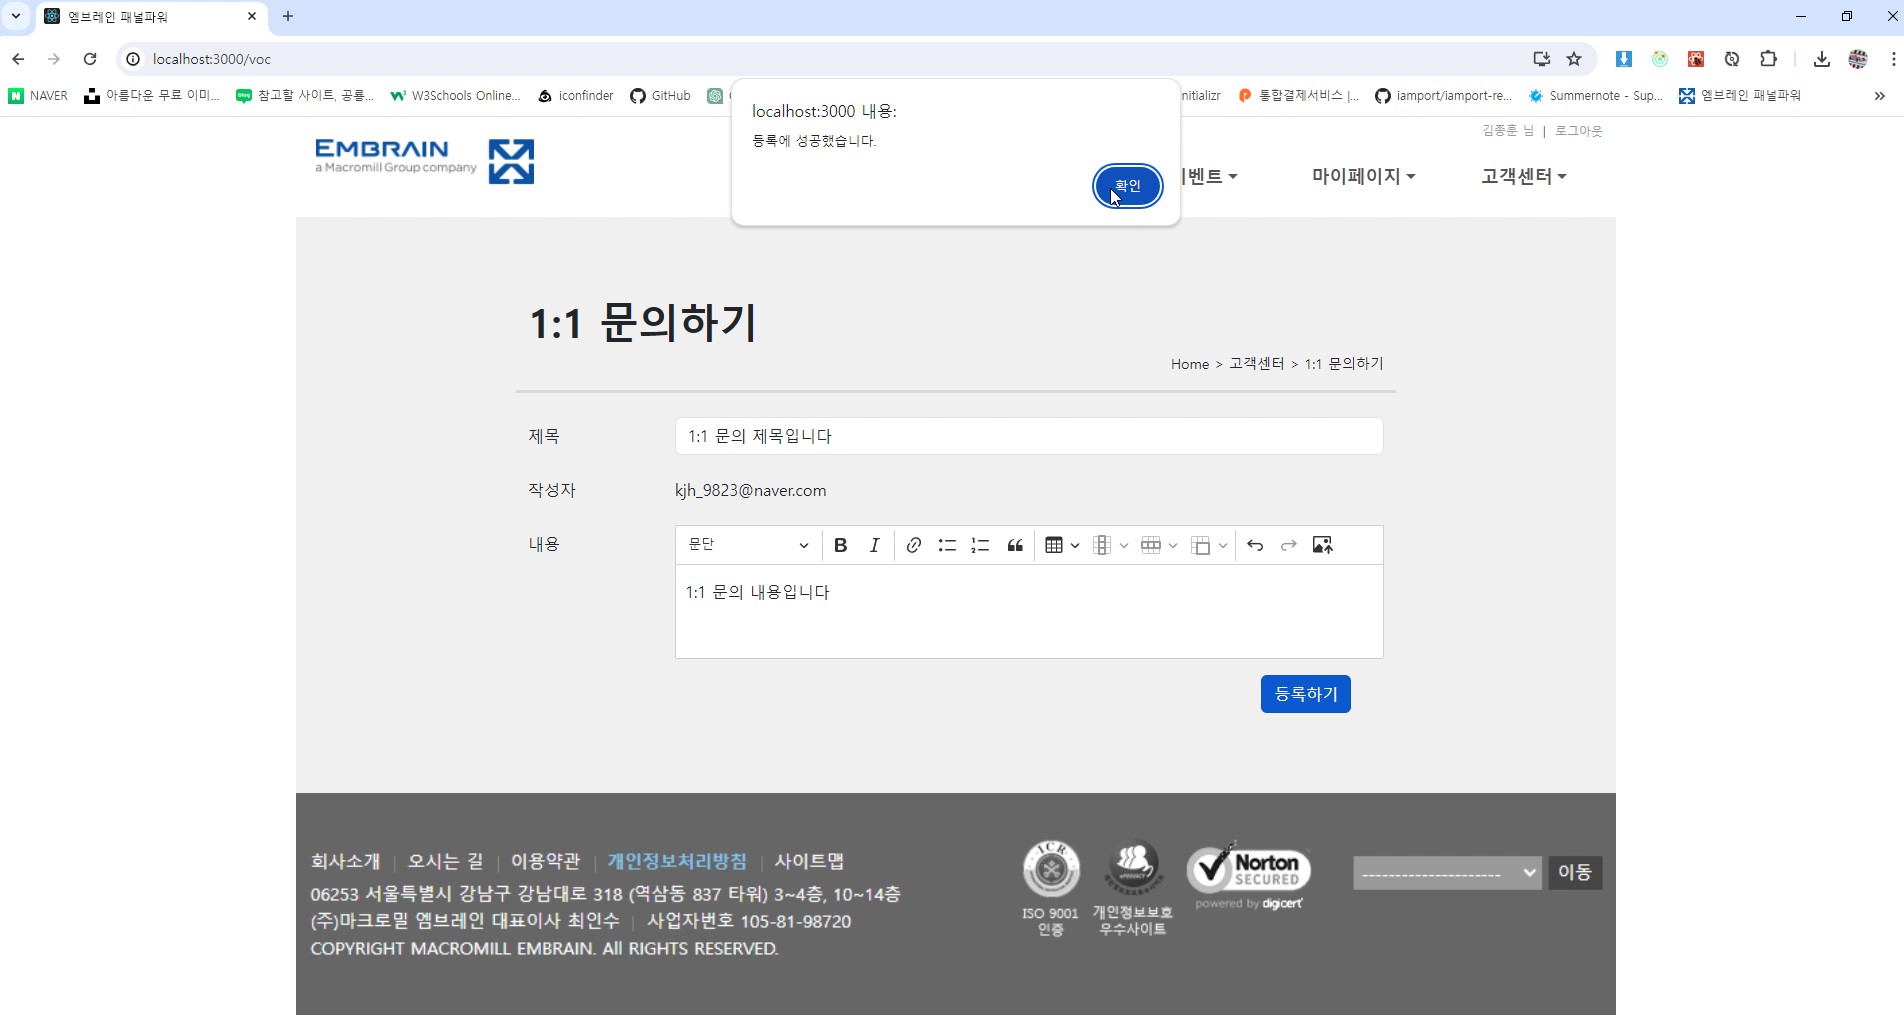 엠브레인 패널파워
localhost:3000/voc
NAVER
아름다운 무료 이미...
참고할 사이트, 공룡...
W3Schools Online...
iconfinder
GitHub
nitializr
통합결제서비스 |...
iamport/iamport-re...
Summernote - Sup...
엠브레인 패널파워
localhost:3000 내용:
등록에 성공했습니다.
확인
김종훈 님 | 로그아웃
EMBRAIN
a Macromill Group company
벤트
마이페이지
고객센터
1:1 문의하기
Home > 고객센터 > 1:1 문의하기
제목
1:1 문의 제목입니다
작성자
kjh_9823@naver.com
내용
문단
B I
1:1 문의 내용입니다
등록하기
회사소개 | 오시는 길 | 이용약관 | 개인정보처리방침 | 사이트맵
06253 서울특별시 강남구 강남대로 318 (역삼동 837 타워) 3~4층, 10~14층
(주)마크로밀 엠브레인 대표이사 최인수 | 사업자번호 105-81-98720
COPYRIGHT MACROMILL EMBRAIN. All RIGHTS RESERVED.
ICR
ISO 9001
인증
개인정보보호
우수사이트
Norton
SECURED
powered by digicert
---------------------
이동